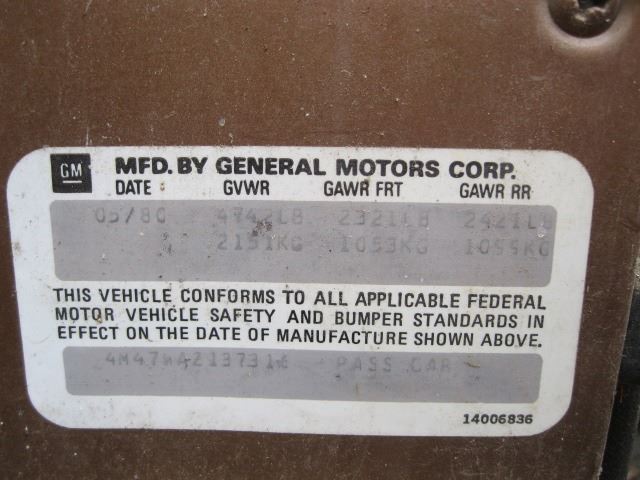 GM MFD. BY GENERAL MOTORS CORP.
DATE GVWR GAWR FRT GAWR RR
05/80 4742LB 2321LB 2421LB
2151KG 1053KG
THIS VEHICLE CONFORMS TO ALL APPLICABLE FEDERAL
MOTOR VEHICLE SAFETY AND BUMPER STANDARDS IN
EFFECT ON THE DATE OF MANUFACTURE SHOWN ABOVE.
PASS CAR
14006836